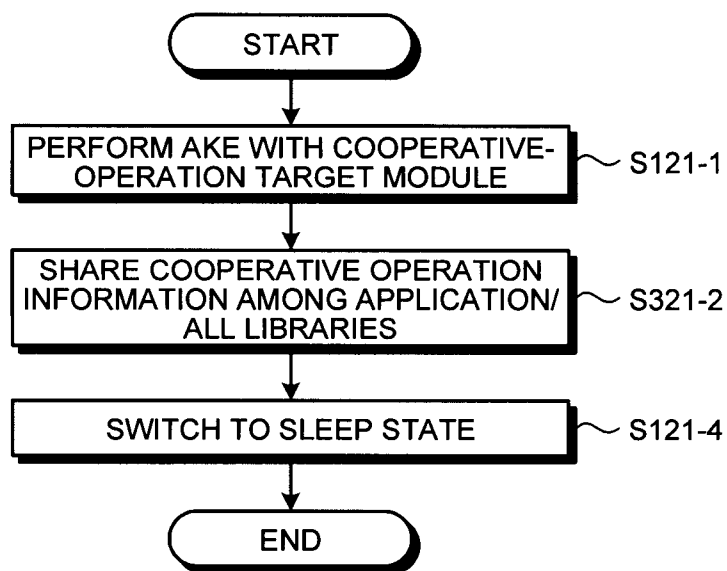 START
PERFORM AKE WITH COOPERATIVE-
OPERATION TARGET MODULE
S121-1
SHARE COOPERATIVE OPERATION
INFORMATION AMONG APPLICATION/
ALL LIBRARIES
S321-2
SWITCH TO SLEEP STATE
S121-4
END